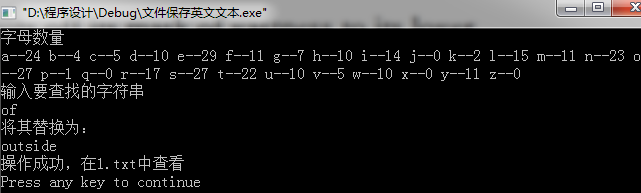 "D:\程序设计\Debug\文件保存英文文本.exe"
字母数量
a--24 b--4 c--5 d--10 e--29 f--11 g--7 h--10 i--14 j--0 k--2 l--15 m--11 n--23 o
--27 p--1 q--0 r--17 s--27 t--22 u--10 v--5 w--10 x--0 y--11 z--0
输入要查找的字符串
of
将其替换为:
outside
操作成功，在1.txt中查看
Press any key to continue